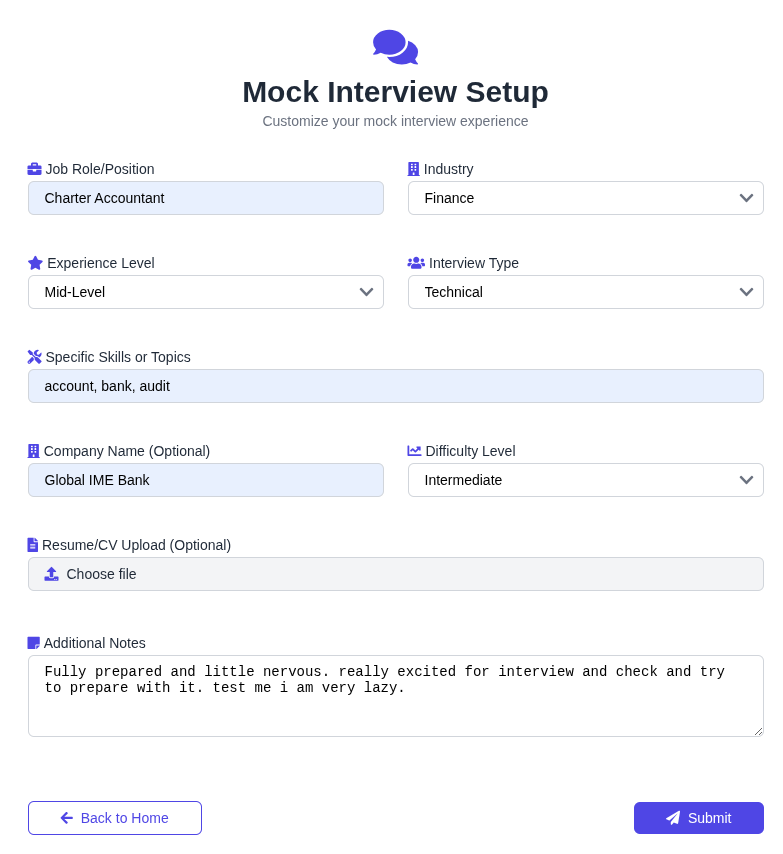 Mock Interview Setup
Customize your mock interview experience
Job Role/Position
Industry
Charter Accountant
Finance
Experience Level
Interview Type
Mid-Level
Technical
Specific Skills or Topics
account, bank, audit
Company Name (Optional)
Difficulty Level
Global IME Bank
Intermediate
Resume/CV Upload (Optional)
Choose file
Additional Notes
Fully prepared and little nervous. really excited for interview and check and try
to prepare with it. test me i am very lazy.
Back to Home
Submit